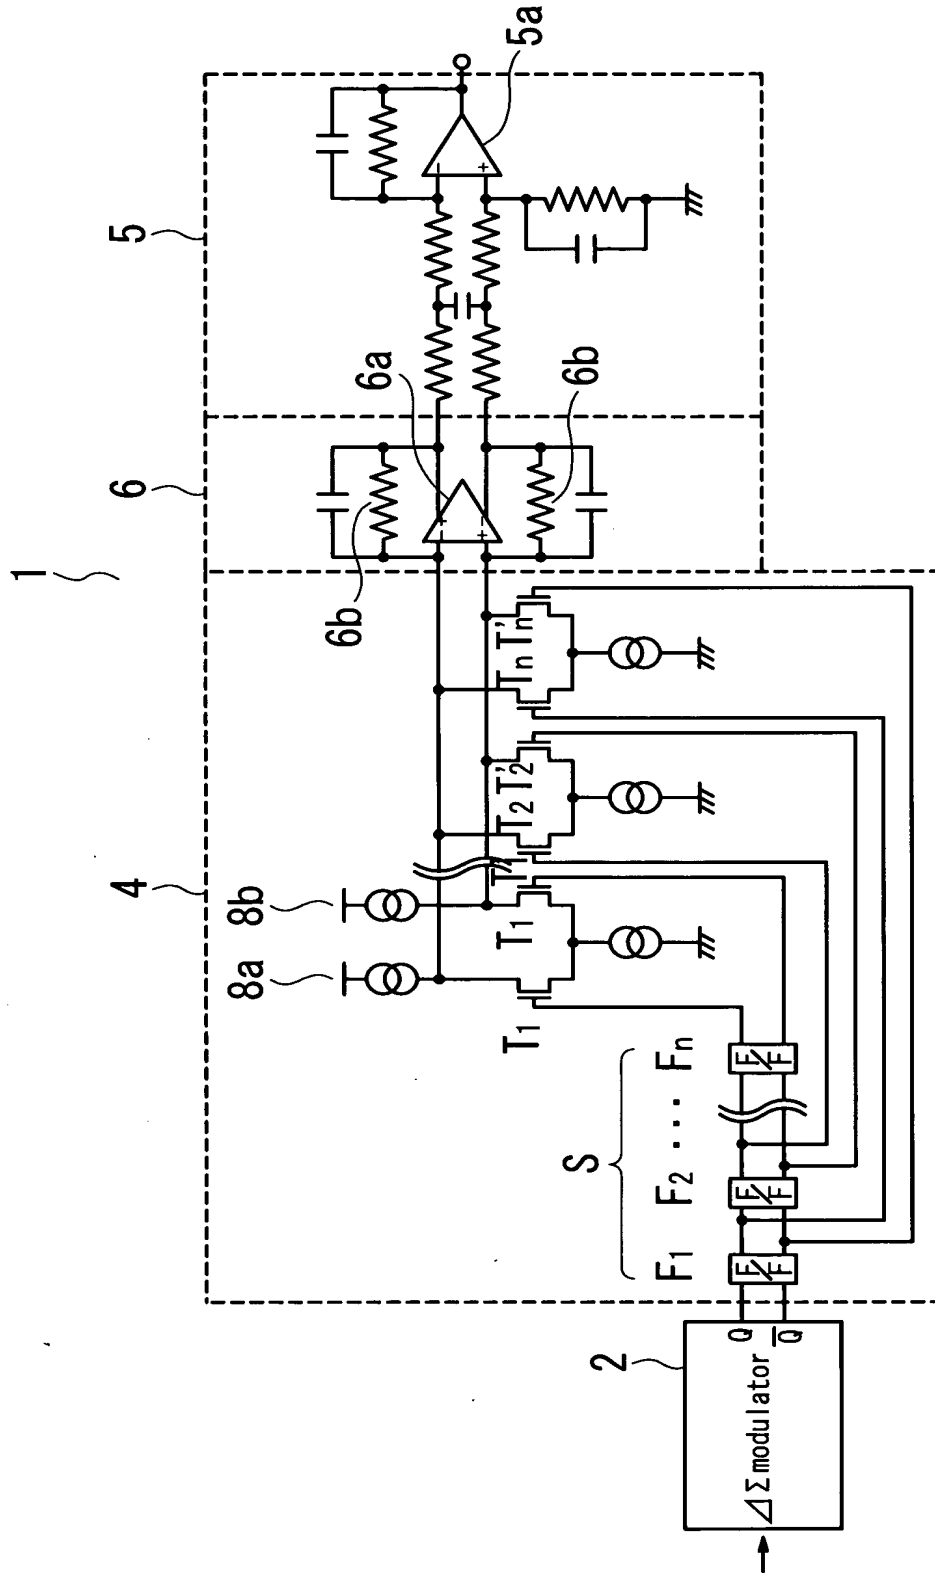 1
4
6
5
8a
8b
6b
6a
5a
6b
T1
T1
T2
T'2
Tn
T'n
S
F1 F2 ... Fn
F/F
F/F
F/F
2
Q
Q̅
ΔΣ modulator
- +
+ -
-
+